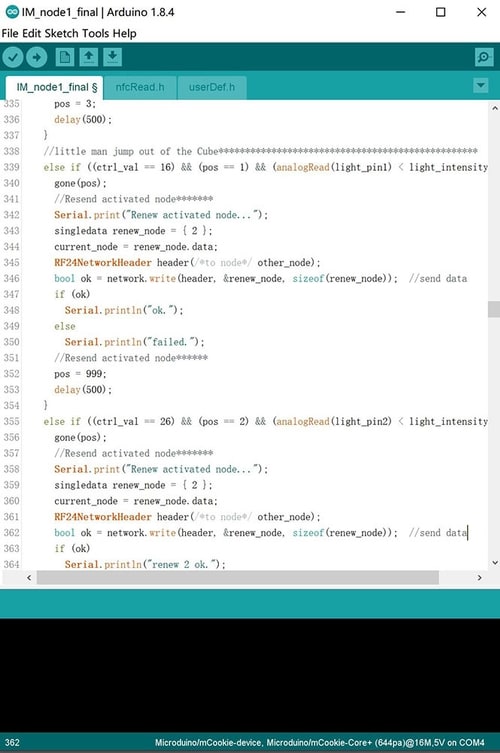 IM_node1_final | Arduino 1.8.4
File Edit Sketch Tools Help
IM_node1_final § nfcRead.h userDef.h
335 pos = 3;
336 delay(500);
337 }
338 //little man jump out of the Cube*************************************************
339 else if ((ctrl_val == 16) && (pos == 1) && (analogRead(light_pin1) < light_intensity
340 gone(pos);
341 //Resend activated node*******
342 Serial.print("Renew activated node...");
343 singledata renew_node = { 2 };
344 current_node = renew_node.data;
345 RF24NetworkHeader header(/*to node*/ other_node);
346 bool ok = network.write(header, &renew_node, sizeof(renew_node)); //send data
347 if (ok)
348 Serial.println("ok.");
349 else
350 Serial.println("failed.");
351 //Resend activated node******
352 pos = 999;
353 delay(500);
354 }
355 else if ((ctrl_val == 26) && (pos == 2) && (analogRead(light_pin2) < light_intensity
356 gone(pos);
357 //Resend activated node*******
358 Serial.print("Renew activated node...");
359 singledata renew_node = { 2 };
360 current_node = renew_node.data;
361 RF24NetworkHeader header(/*to node*/ other_node);
362 bool ok = network.write(header, &renew_node, sizeof(renew_node)); //send data
363 if (ok)
364 Serial.println("renew 2 ok.");
362 Microduino/mCookie-device, Microduino/mCookie-Core+ (644pa)@16M,5V on COM4